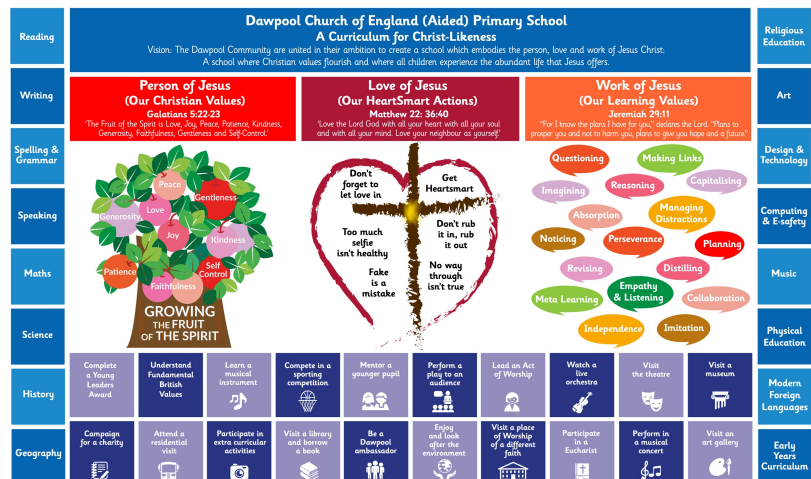 Dawpool Church of England (Aided) Primary School
A Curriculum for Christ-Likeness
Vision: The Dawpool Community are united in their ambition to create a school which embodies the person, love and work of Jesus Christ:
A school where Christian values flourish and where all children experience the abundant life that Jesus offers.
Reading
Writing
Spelling &
Grammar
Speaking
Maths
Science
History
Geography
Person of Jesus
(Our Christian Values)
Galatians 5:22-23
'The Fruit of the Spirit is Love, Joy, Peace, Patience, Kindness,
Generosity, Faithfulness, Gentleness and Self-Control.'
Peace
Gentleness
Love
Generosity
Joy
Kindness
Patience
Self
Control
Faithfulness
GROWING
THE FRUIT
OF THE SPIRIT
Love of Jesus
(Our HeartSmart Actions)
Matthew 22: 36:40
'Love the Lord God with all your heart with all your soul
and with all your mind. Love your neighbour as yourself.'
Don't
forget to
let love in
Get
Heartsmart
Too much
selfie
isn't healthy
Don't rub
it in, rub
it out
Fake
is a
mistake
No way
through
isn't true
Work of Jesus
(Our Learning Values)
Jeremiah 29:11
"For I know the plans I have for you," declares the Lord. "Plans to
prosper you and not to harm you, plans to give you hope and a future."
Questioning
Making Links
Imagining
Reasoning
Capitalising
Absorption
Managing
Distractions
Noticing
Perseverance
Planning
Revising
Distilling
Meta Learning
Empathy
& Listening
Collaboration
Independence
Imitation
Complete
a Young
Leaders
Award
Understand
Fundamental
British
Values
Learn a
musical
instrument
Compete in a
sporting
competition
Mentor a
younger pupil
Perform a
play to an
audience
Lead an Act
of Worship
Watch a
live
orchestra
Visit
the theatre
Visit a
museum
Campaign
for a charity
Attend a
residential
visit
Participate in
extra curricular
activities
Visit a library
and borrow
a book
Be a
Dawpool
ambassador
Enjoy
and look
after the
environment
Visit a place
of Worship
of a different
faith
Participate
in a
Eucharist
Perform in
a musical
concert
Visit an
art gallery
Religious
Education
Art
Design &
Technology
Computing
& E-safety
Music
Physical
Education
Modern
Foreign
Languages
Early
Years
Curriculum